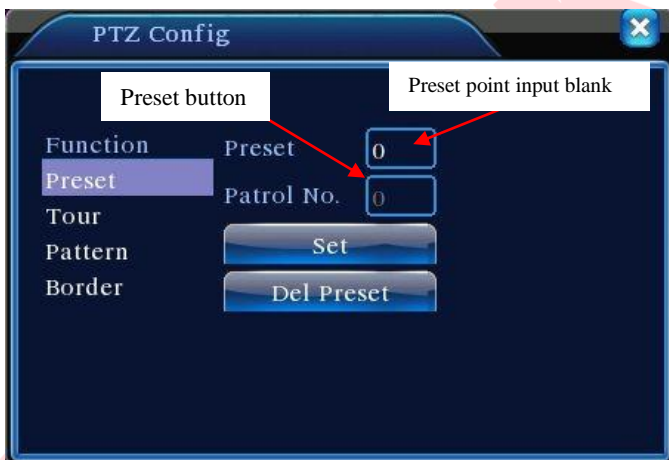 PTZ Config
Preset button
Preset point input blank
Function
Preset
Tour
Pattern
Border
Preset 0
Patrol No. 0
Set
Del Preset